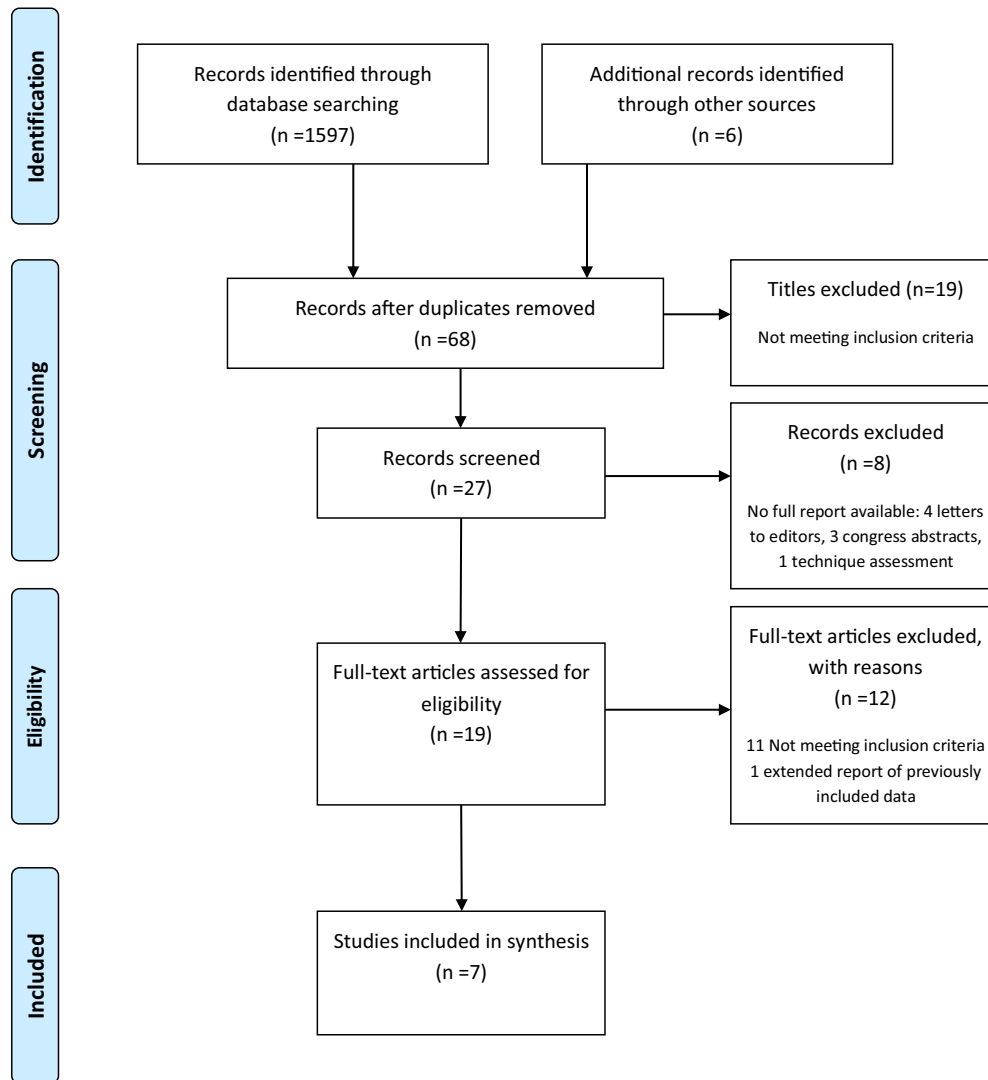 Identification
Records identified through
database searching
(n =1597)
Additional records identified
through other sources
(n =6)
Screening
Records after duplicates removed
(n =68)
Titles excluded (n=19)
Not meeting inclusion criteria
Records screened
(n =27)
Records excluded
(n =8)
No full report available: 4 letters
to editors, 3 congress abstracts,
1 technique assessment
Eligibility
Full-text articles assessed for
eligibility
(n =19)
Full-text articles excluded,
with reasons
(n =12)
11 Not meeting inclusion criteria
1 extended report of previously
included data
Included
Studies included in synthesis
(n =7)